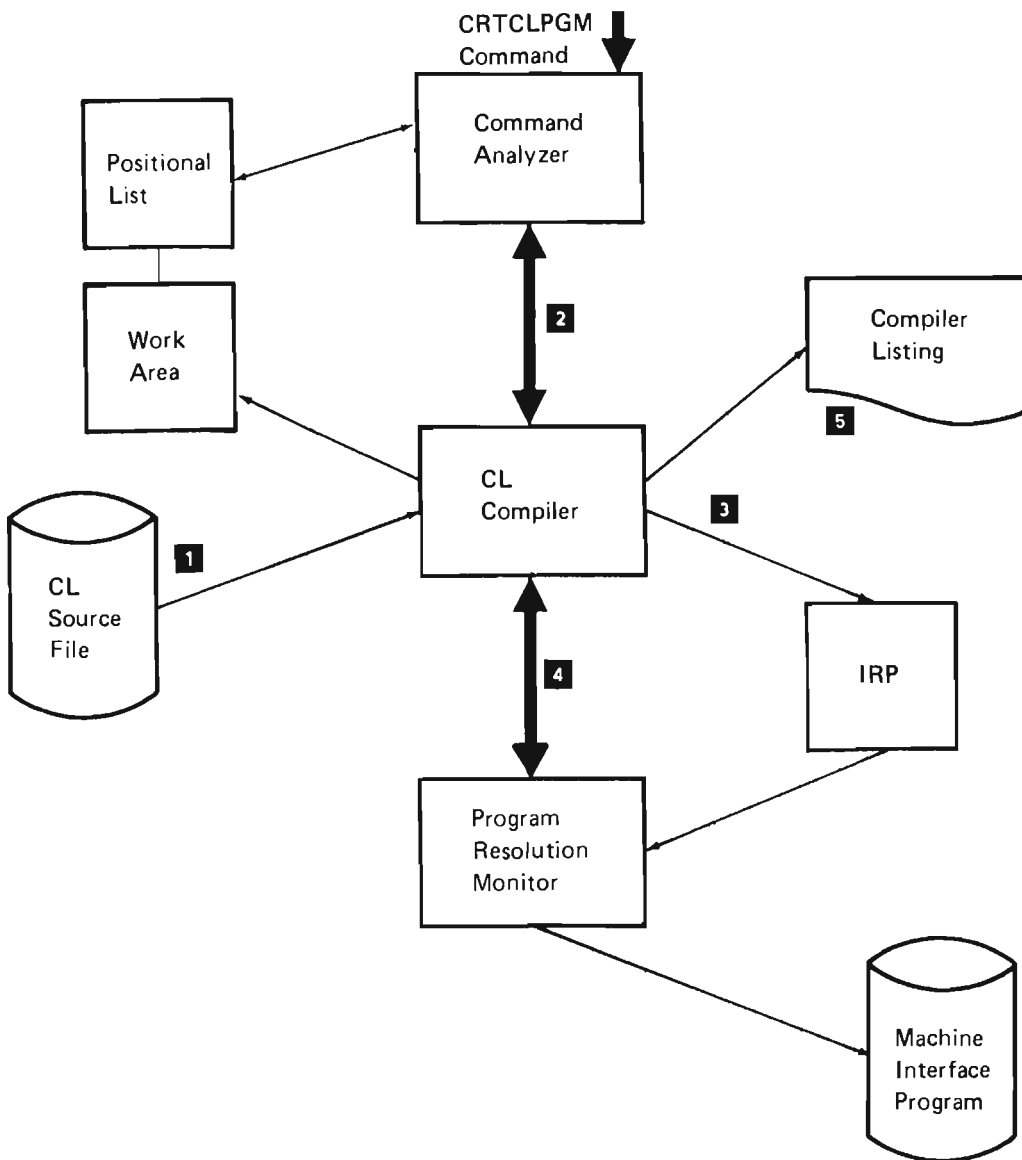 CRTCLPGM
Command
Command
Analyzer
Positional
List
2
Work
Area
Compiler
Listing
5
CL
Compiler
3
1
CL
Source
File
4
IRP
Program
Resolution
Monitor
Machine
Interface
Program